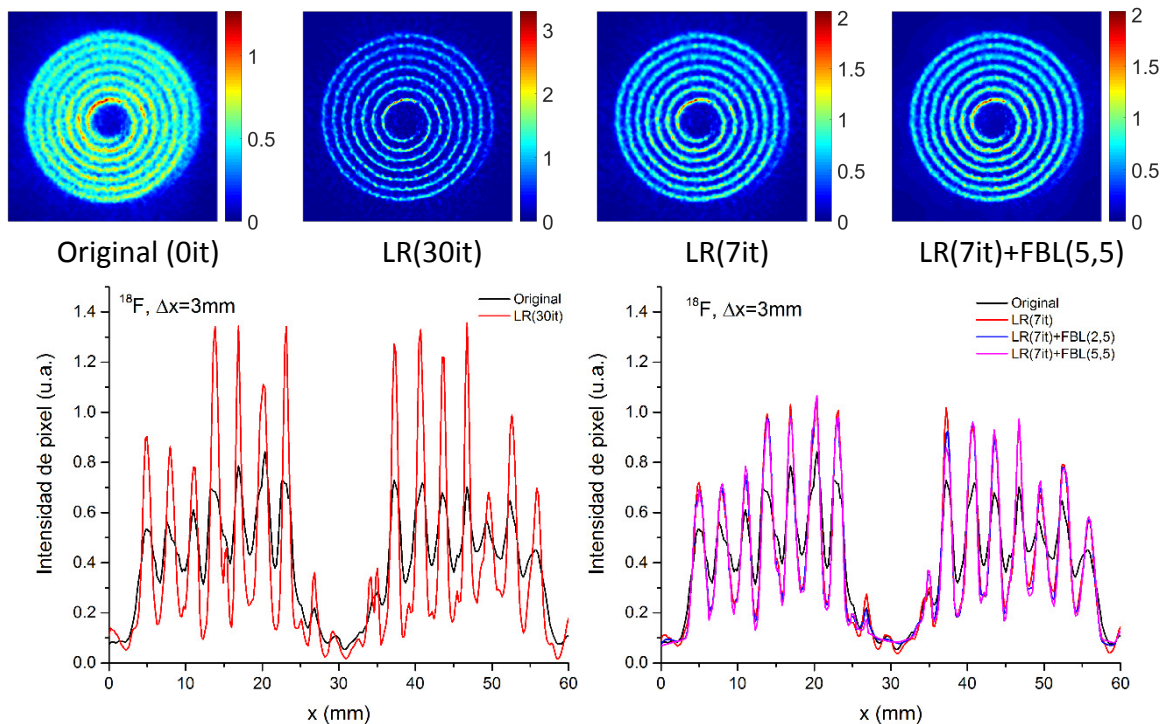 1
0.5
0
3
2
1
0
2
1.5
1
0.5
0
2
1.5
1
0.5
0
Original (0it)
LR(30it)
LR(7it)
LR(7it)+FBL(5,5)
¹⁸F, Δx=3mm
Original
LR(30it)
Intensidad de pixel (u.a.)
1.4
1.2
1.0
0.8
0.6
0.4
0.2
0.0
0 10 20 30 40 50 60
x (mm)
¹⁸F, Δx=3mm
Original
LR(7it)
LR(7it)+FBL(2,5)
LR(7it)+FBL(5,5)
Intensidad de pixel (u.a.)
1.4
1.2
1.0
0.8
0.6
0.4
0.2
0.0
0 10 20 30 40 50 60
x (mm)